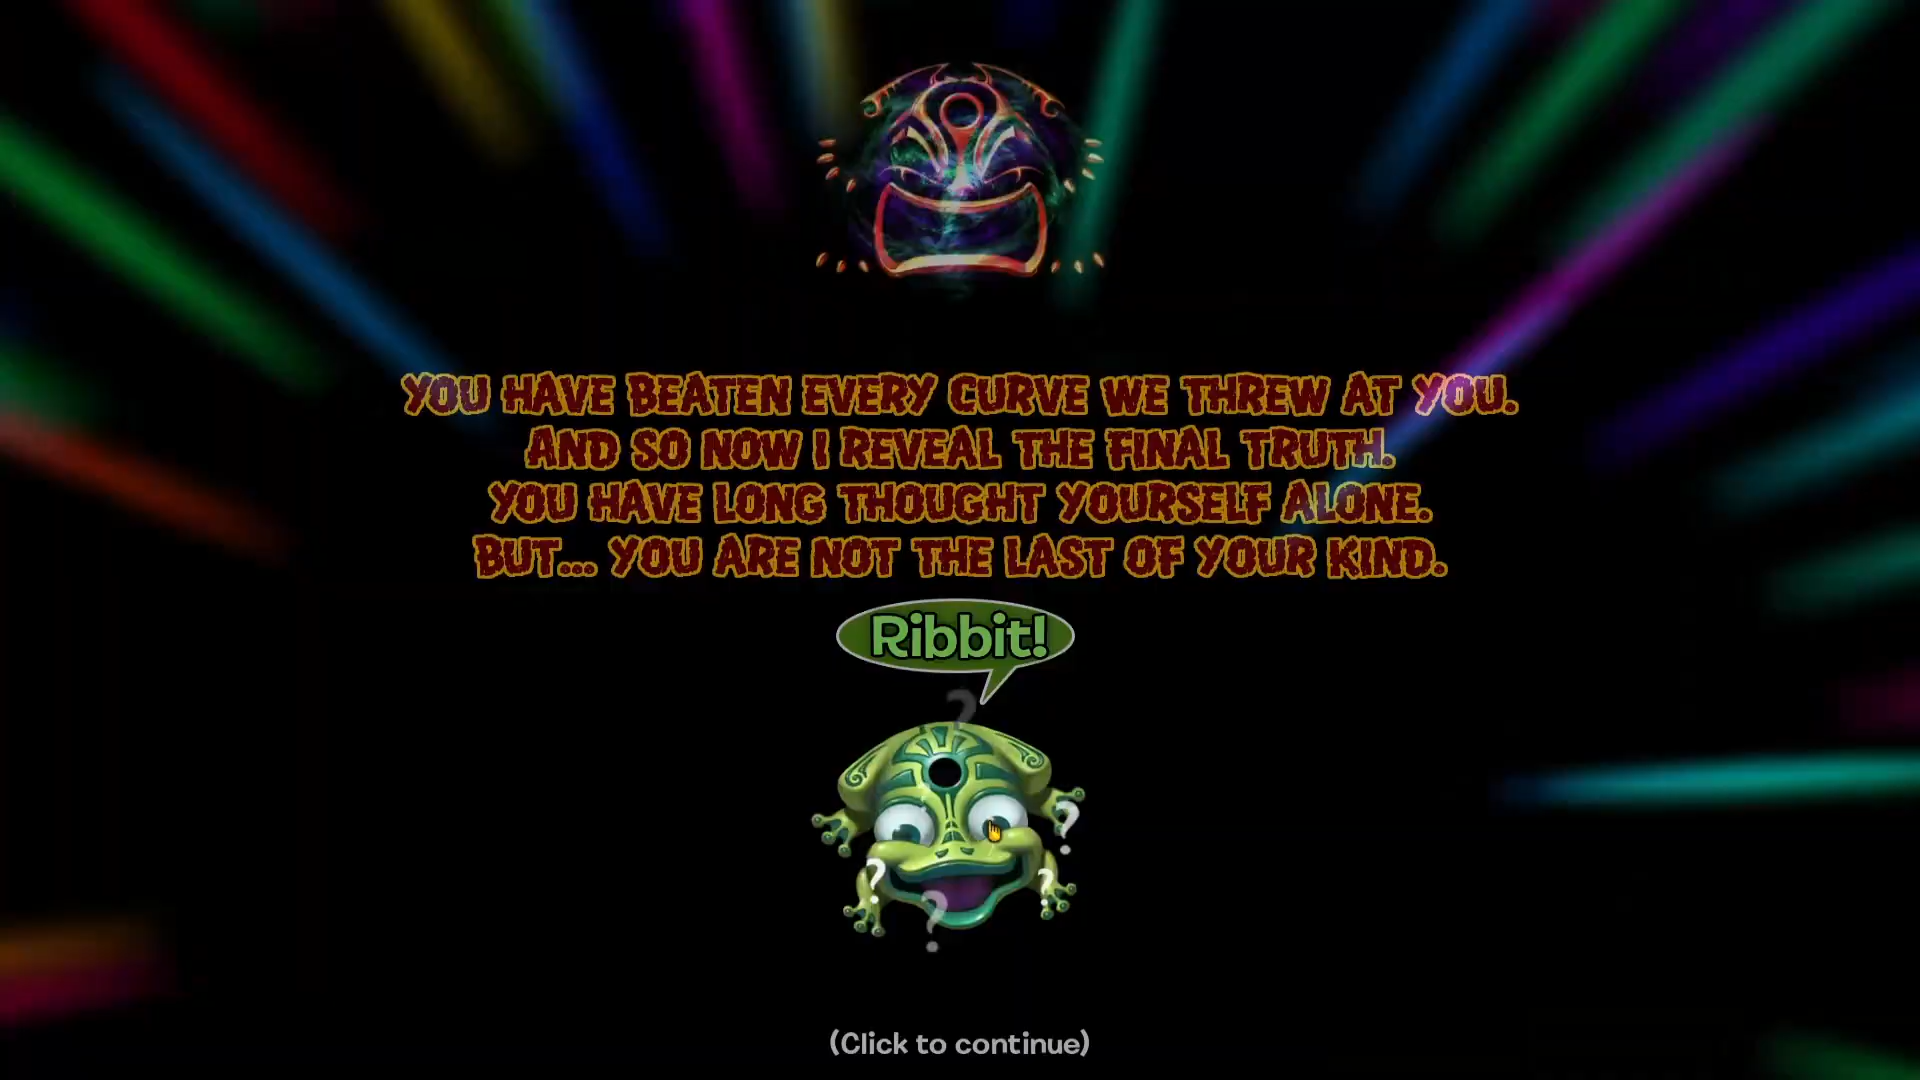 YOU HAVE BEATEN EVERY CURVE WE THREW AT YOU.
AND SO NOW I REVEAL THE FINAL TRUTH.
YOU HAVE LONG THOUGHT YOURSELF ALONE.
BUT... YOU ARE NOT THE LAST OF YOUR KIND.
Ribbit!
?
?
?
?
?
(Click to continue)